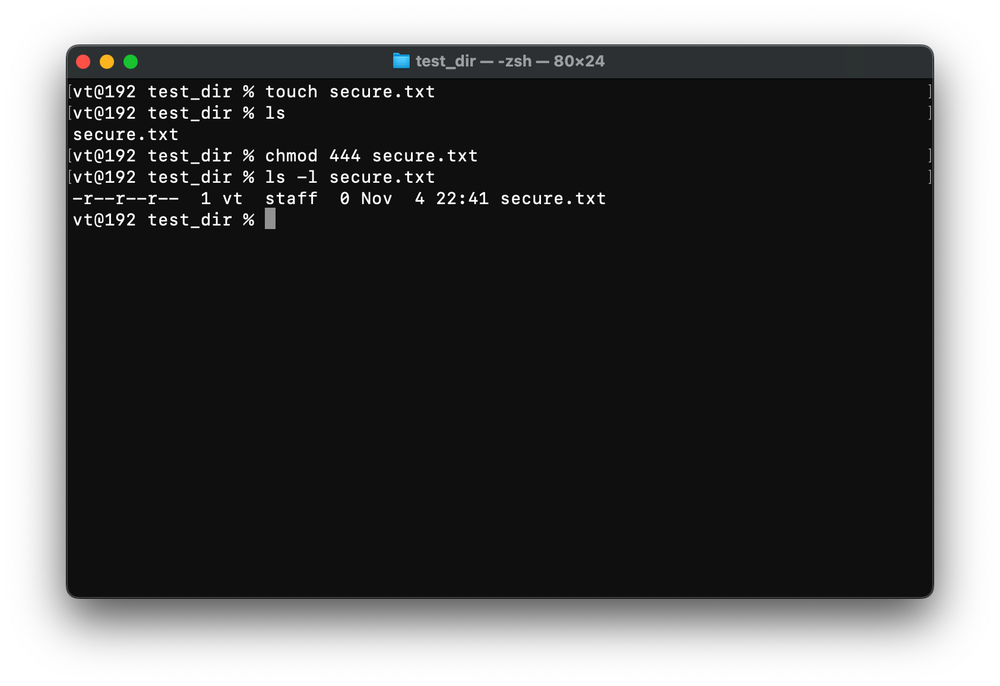 test_dir — -zsh — 80×24
[vt@192 test_dir % touch secure.txt ]
[vt@192 test_dir % ls ]
secure.txt
[vt@192 test_dir % chmod 444 secure.txt ]
[vt@192 test_dir % ls -l secure.txt ]
-r--r--r--  1 vt  staff  0 Nov  4 22:41 secure.txt
vt@192 test_dir %